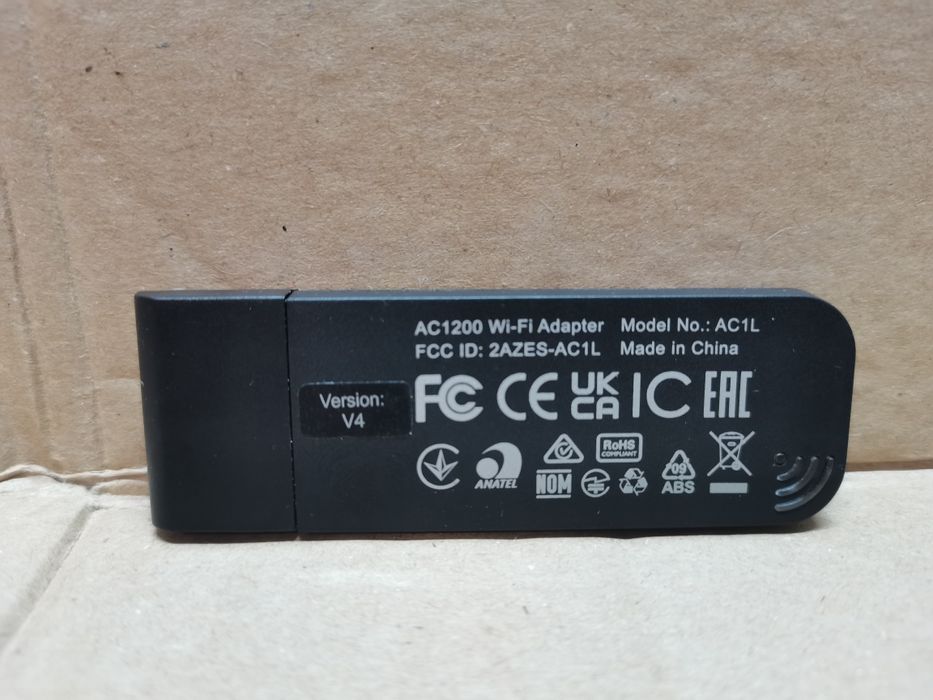 AC1200 Wi-Fi Adapter Model No.: AC1L
FCC ID: 2AZES-AC1L Made in China
Version:
V4
FC CE UK
CA IC EAC
ANATEL
RoHS
COMPLIANT
NOM
09
ABS